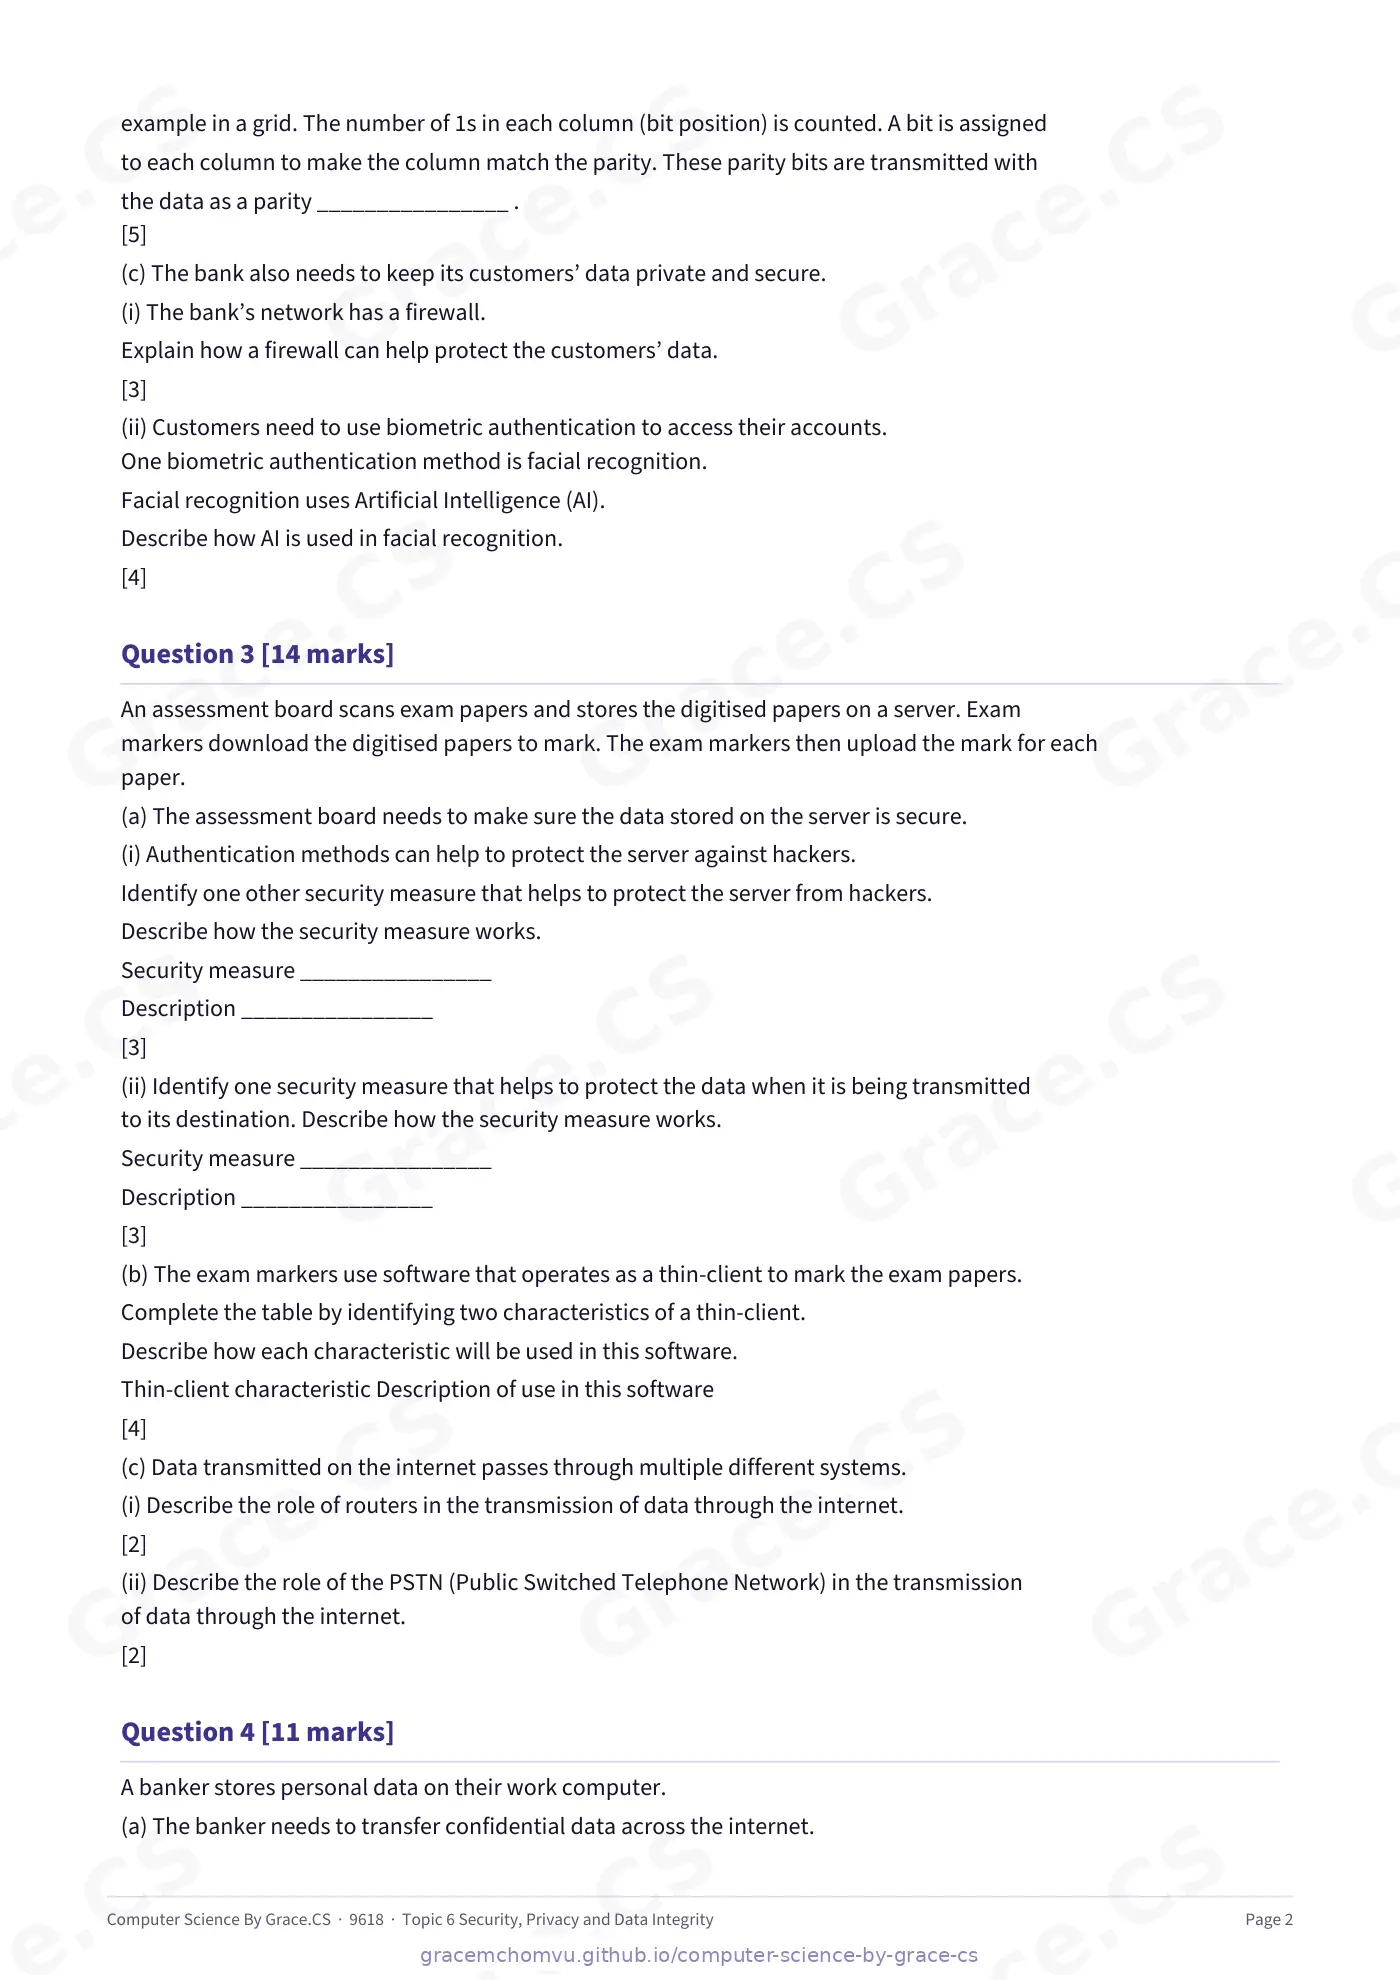 example in a grid. The number of 1s in each column (bit position) is counted. A bit is assigned
to each column to make the column match the parity. These parity bits are transmitted with
the data as a parity ________________ .
[5]
(c) The bank also needs to keep its customers’ data private and secure.
(i) The bank’s network has a firewall.
Explain how a firewall can help protect the customers’ data.
[3]
(ii) Customers need to use biometric authentication to access their accounts.
One biometric authentication method is facial recognition.
Facial recognition uses Artificial Intelligence (AI).
Describe how AI is used in facial recognition.
[4]
Question 3 [14 marks]
An assessment board scans exam papers and stores the digitised papers on a server. Exam
markers download the digitised papers to mark. The exam markers then upload the mark for each
paper.
(a) The assessment board needs to make sure the data stored on the server is secure.
(i) Authentication methods can help to protect the server against hackers.
Identify one other security measure that helps to protect the server from hackers.
Describe how the security measure works.
Security measure ________________
Description ________________
[3]
(ii) Identify one security measure that helps to protect the data when it is being transmitted
to its destination. Describe how the security measure works.
Security measure ________________
Description ________________
[3]
(b) The exam markers use software that operates as a thin-client to mark the exam papers.
Complete the table by identifying two characteristics of a thin-client.
Describe how each characteristic will be used in this software.
Thin-client characteristic Description of use in this software
[4]
(c) Data transmitted on the internet passes through multiple different systems.
(i) Describe the role of routers in the transmission of data through the internet.
[2]
(ii) Describe the role of the PSTN (Public Switched Telephone Network) in the transmission
of data through the internet.
[2]
Question 4 [11 marks]
A banker stores personal data on their work computer.
(a) The banker needs to transfer confidential data across the internet.
Computer Science By Grace.CS · 9618 · Topic 6 Security, Privacy and Data Integrity Page 2
gracemchomvu.github.io/computer-science-by-grace-cs
Grace.CS